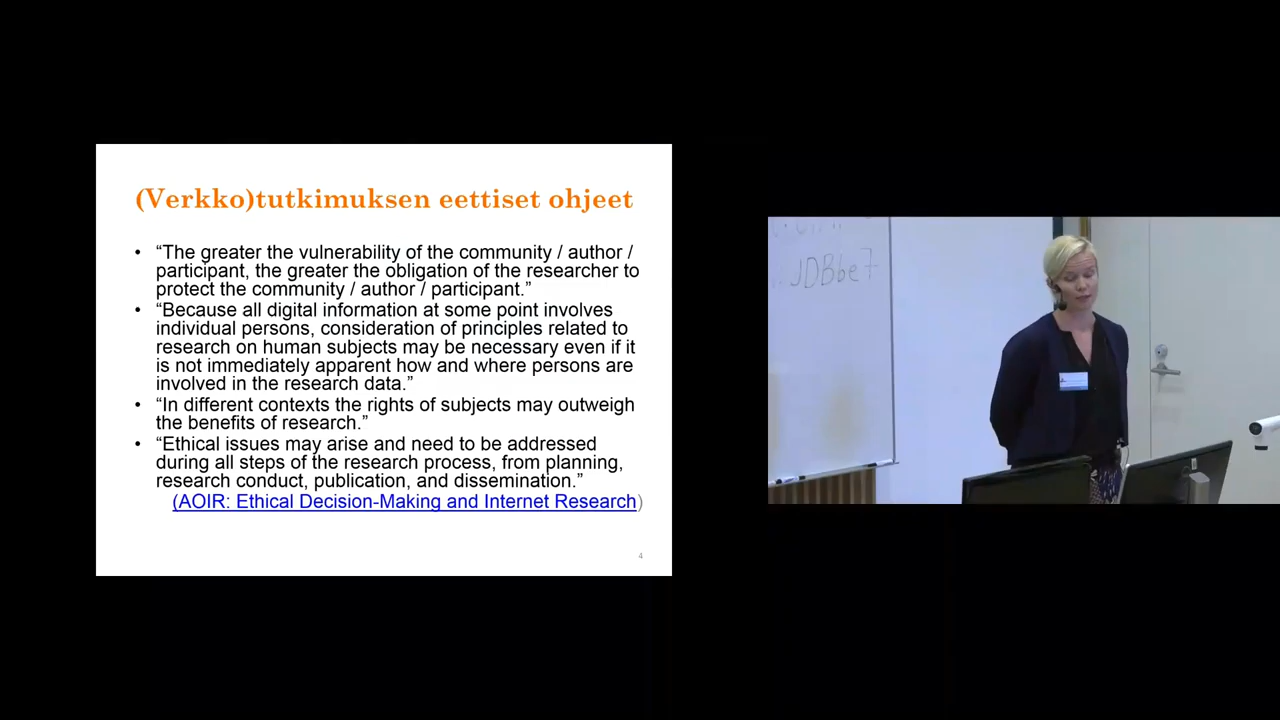 (Verkko)tutkimuksen eettiset ohjeet
• “The greater the vulnerability of the community / author /
participant, the greater the obligation of the researcher to
protect the community / author / participant.”
• “Because all digital information at some point involves
individual persons, consideration of principles related to
research on human subjects may be necessary even if it
is not immediately apparent how and where persons are
involved in the research data.”
• “In different contexts the rights of subjects may outweigh
the benefits of research.”
• “Ethical issues may arise and need to be addressed
during all steps of the research process, from planning,
research conduct, publication, and dissemination.”
(AOIR: Ethical Decision-Making and Internet Research)
4
JDBbe7